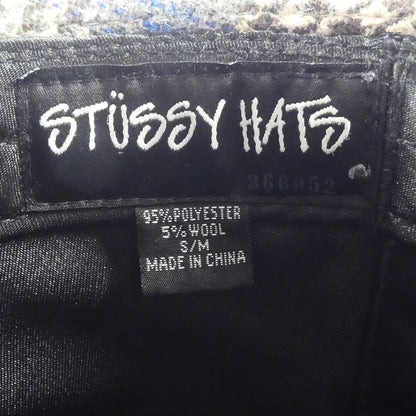 STÜSSY HATS
366052
95% POLYESTER
5% WOOL
S/M
MADE IN CHINA